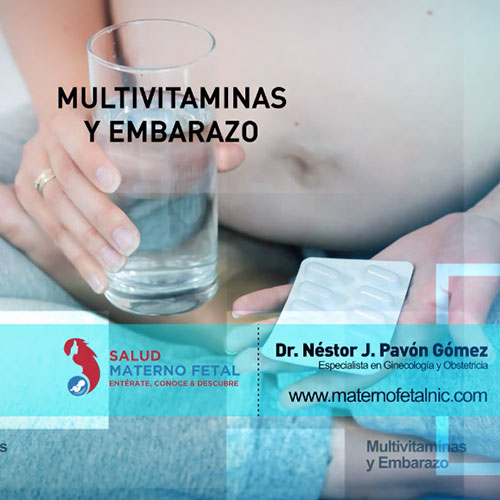 MULTIVITAMINAS
Y EMBARAZO
SALUD
MATERNO FETAL
ENTÉRATE, CONOCE & DESCUBRE
Dr. Néstor J. Pavón Gómez
Especialista en Ginecología y Obstetricia
www.maternofetalnic.com
s
Multivitaminas
y Embarazo